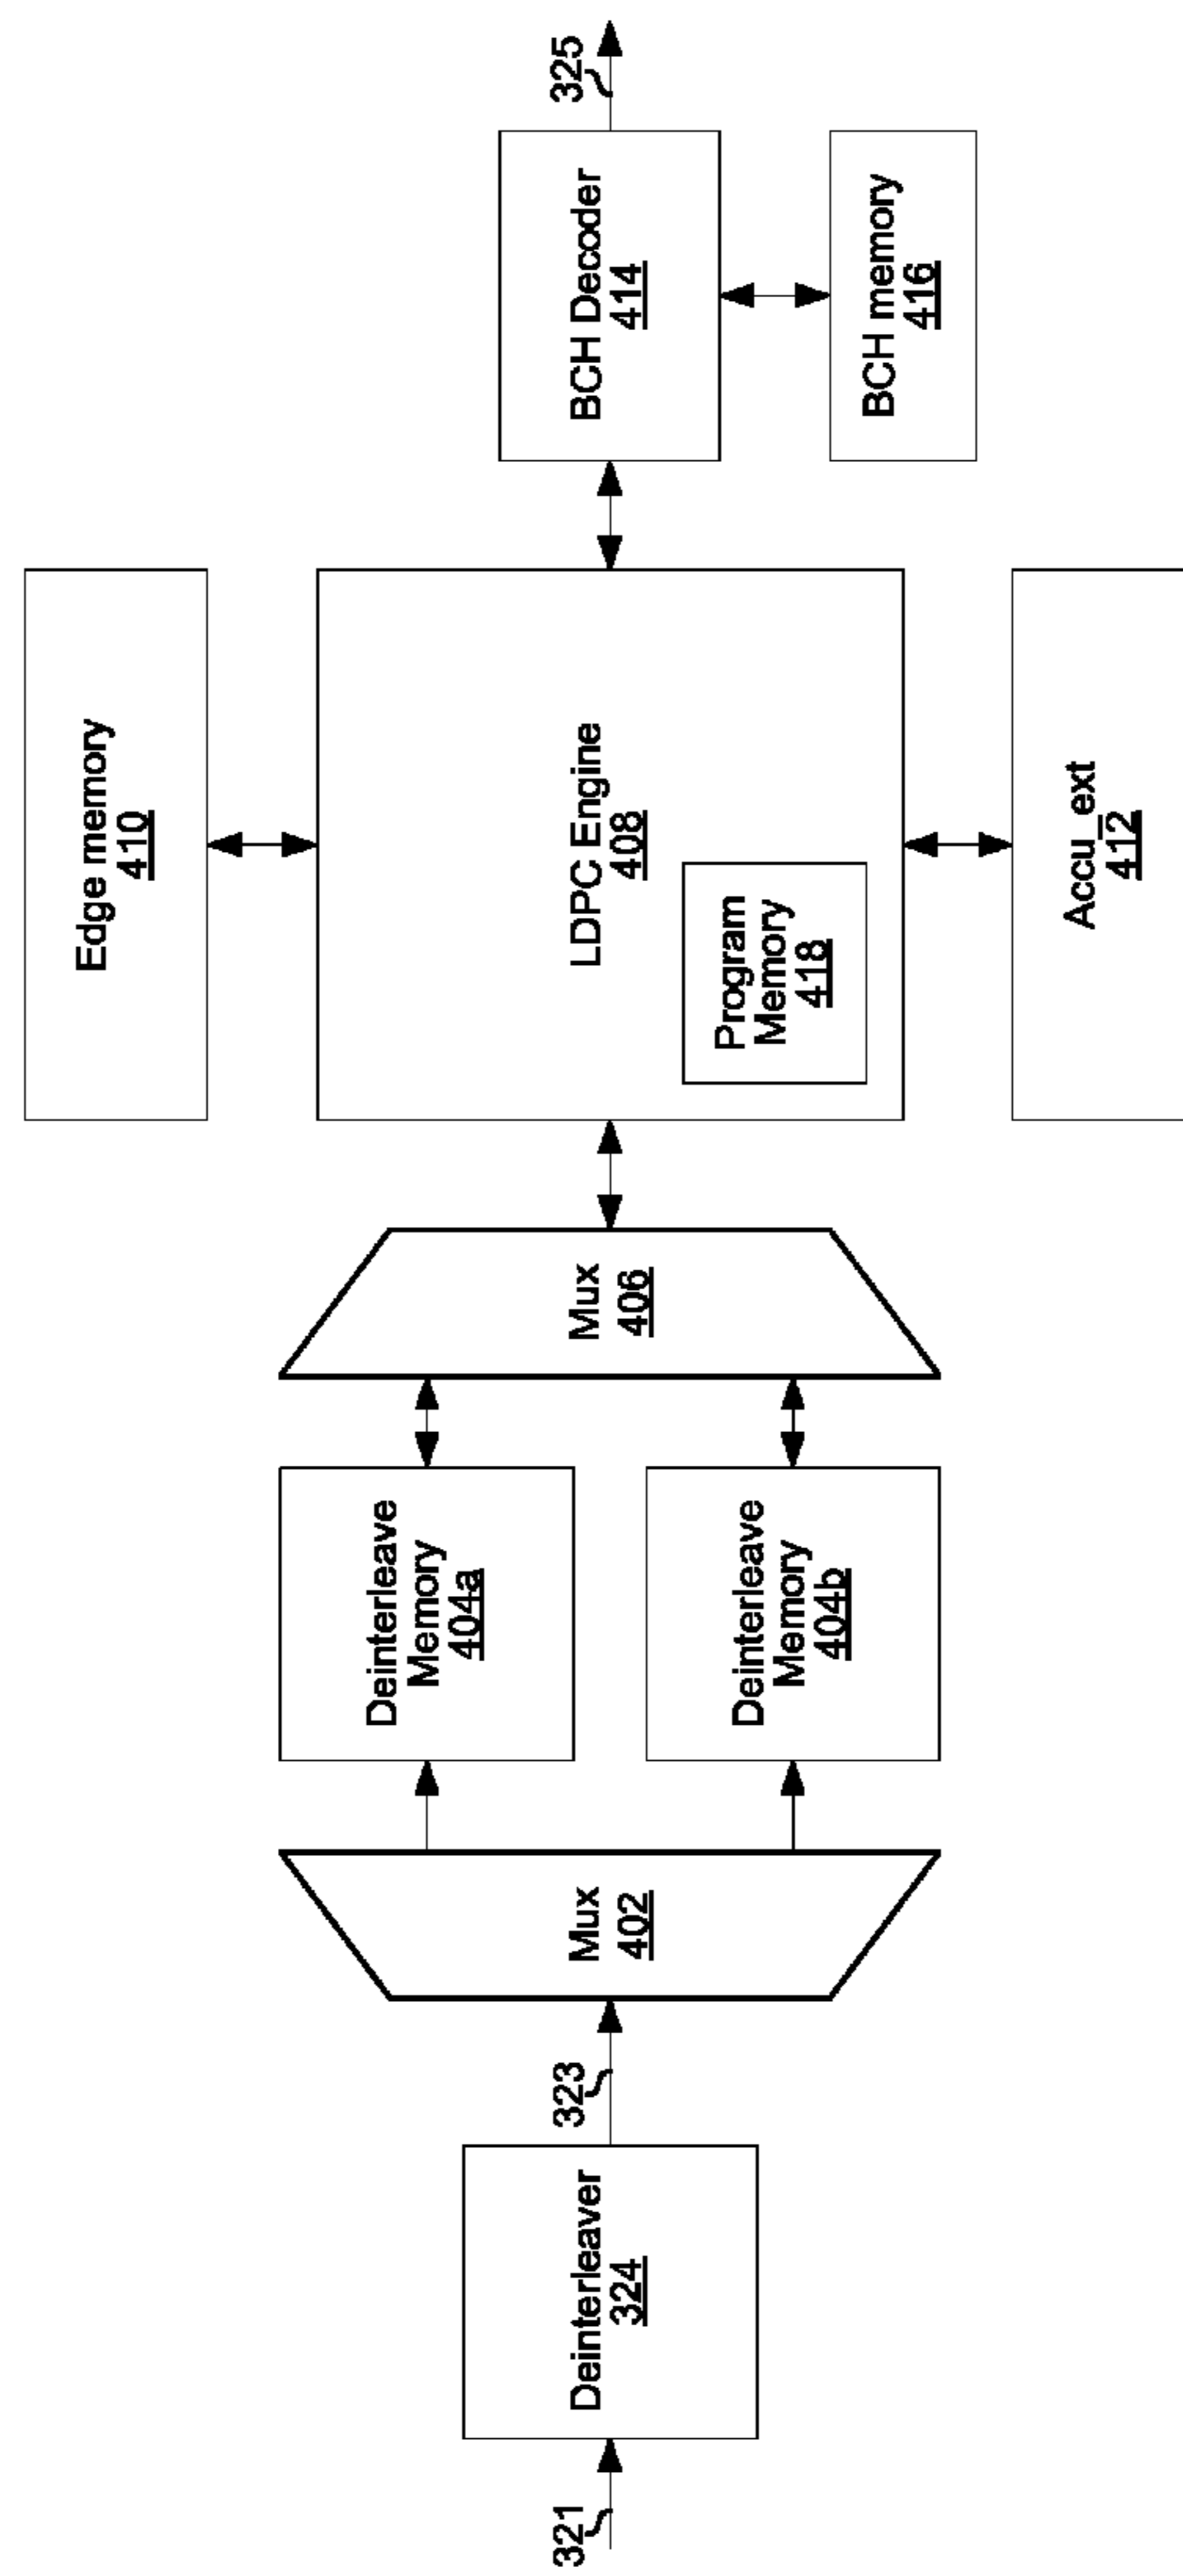 321
Deinterleaver
324
323
Mux
402
Deinterleave
Memory
404a
Deinterleave
Memory
404b
Mux
406
Edge memory
410
LDPC Engine
408
Program
Memory
418
Accu_ext
412
BCH Decoder
414
BCH memory
416
325